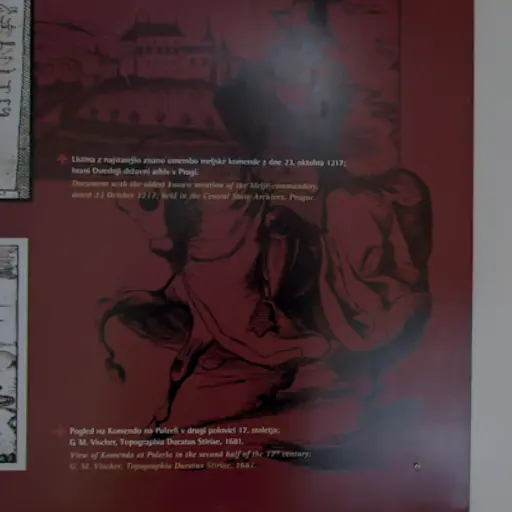 Listina z najstarejšo znano omembo meljske komende z dne 23. oktobra 1217;
hrani Osrednji državni arhiv v Pragi.
Document with the oldest known mention of the Melje commandery,
dated 23 October 1217; held in the Central State Archives, Prague.
Pogled na Komendo na Polzeli v drugi polovici 17. stoletja;
G. M. Vischer, Topographia Ducatus Stiriae, 1681.
View of Komenda at Polzela in the second half of the 17th century;
G. M. Vischer, Topographia Ducatus Stiriae, 1681.